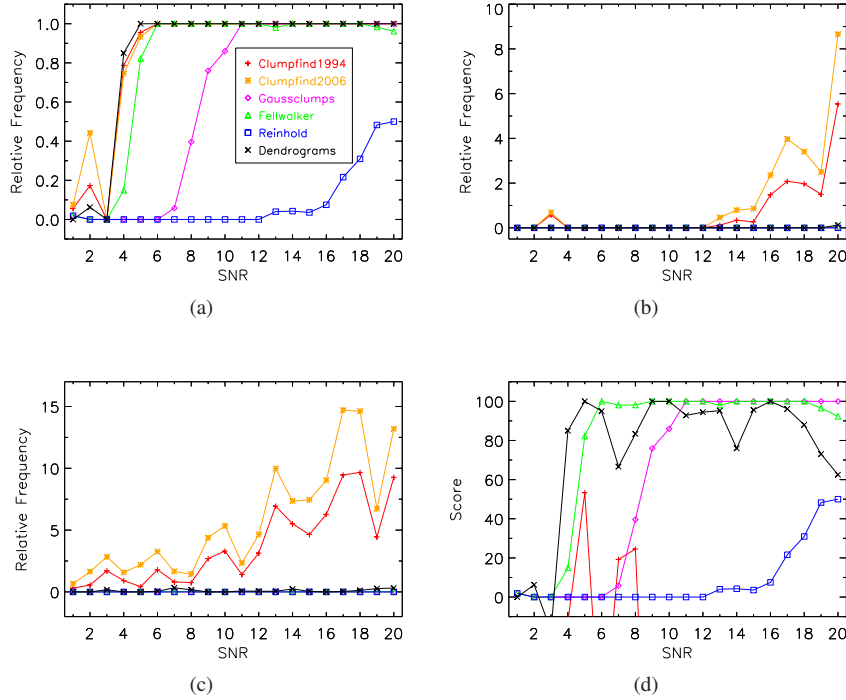 1.0
0.8
0.6
0.4
0.2
0.0
Relative Frequency
Clumpfind1994
Clumpfind2006
Gaussclumps
Fellwalker
Reinhold
Dendrograms
2 4 6 8 10 12 14 16 18 20
SNR
(a)
10
8
6
4
2
0
Relative Frequency
2 4 6 8 10 12 14 16 18 20
SNR
(b)
15
10
5
0
Relative Frequency
2 4 6 8 10 12 14 16 18 20
SNR
(c)
100
80
60
40
20
0
Score
2 4 6 8 10 12 14 16 18 20
SNR
(d)